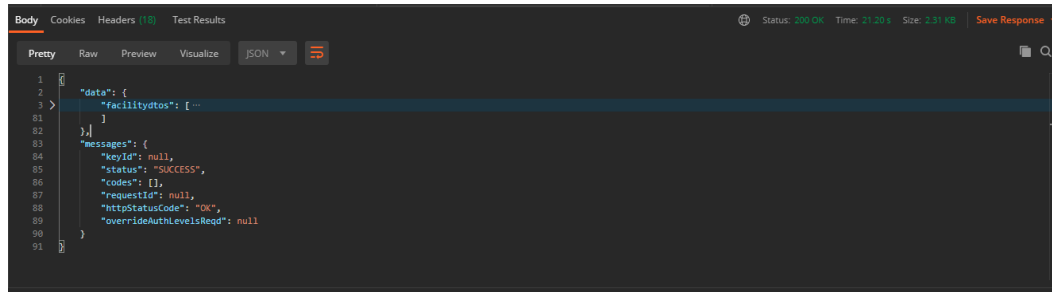 Body Cookies Headers (18) Test Results Status: 200 OK Time: 21.20 s Size: 2.31 KB Save Response
Pretty Raw Preview Visualize JSON
1 {
2 "data": {
3 "facilitydtos": [ ...
81 ]
82 },
83 "messages": {
84 "keyId": null,
85 "status": "SUCCESS",
86 "codes": [],
87 "requestId": null,
88 "httpStatusCode": "OK",
89 "overrideAuthLevelsReqd": null
90 }
91 }